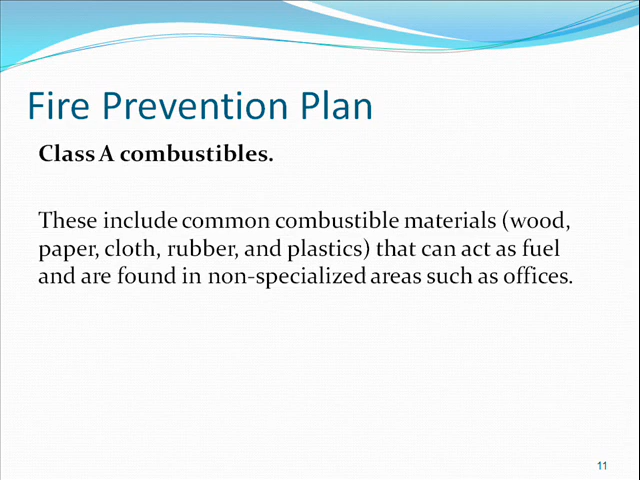 Fire Prevention Plan
Class A combustibles.
These include common combustible materials (wood,
paper, cloth, rubber, and plastics) that can act as fuel
and are found in non-specialized areas such as offices.
11